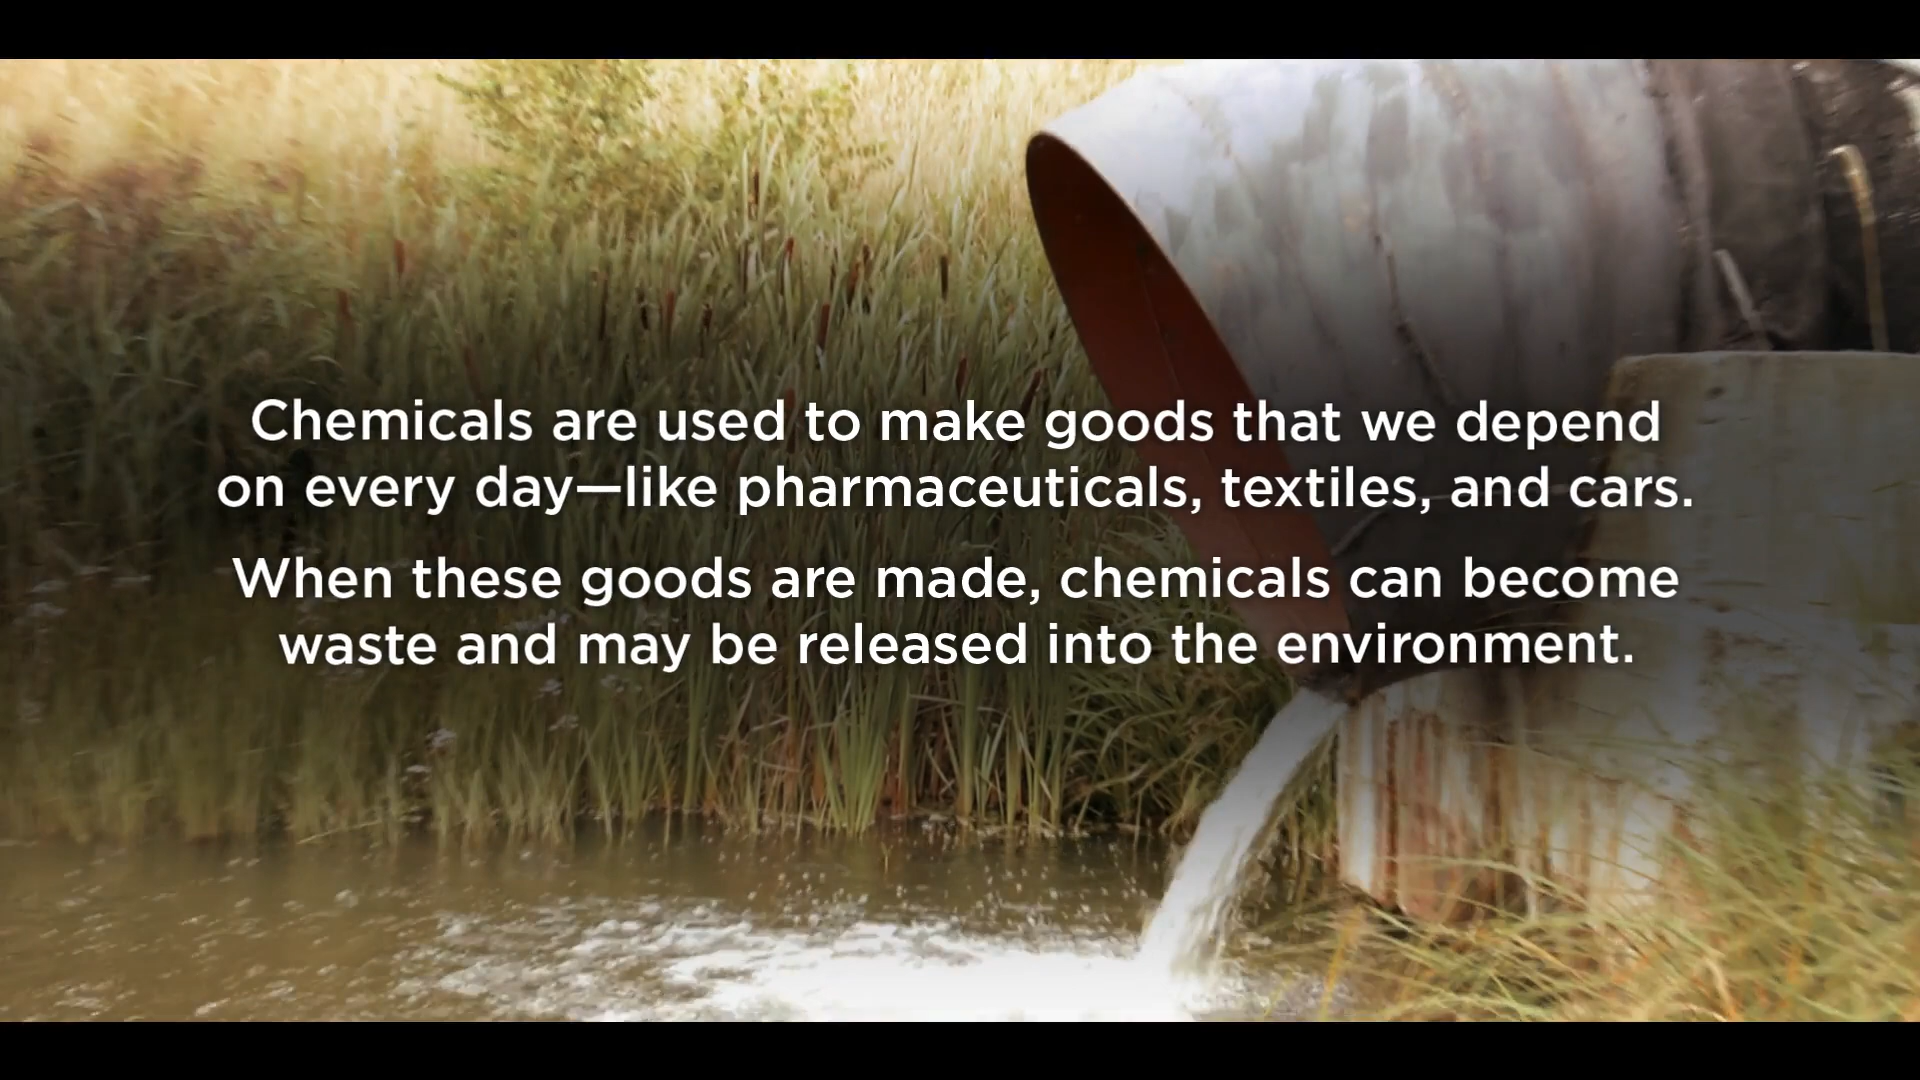 Chemicals are used to make goods that we depend
on every day—like pharmaceuticals, textiles, and cars.
When these goods are made, chemicals can become
waste and may be released into the environment.